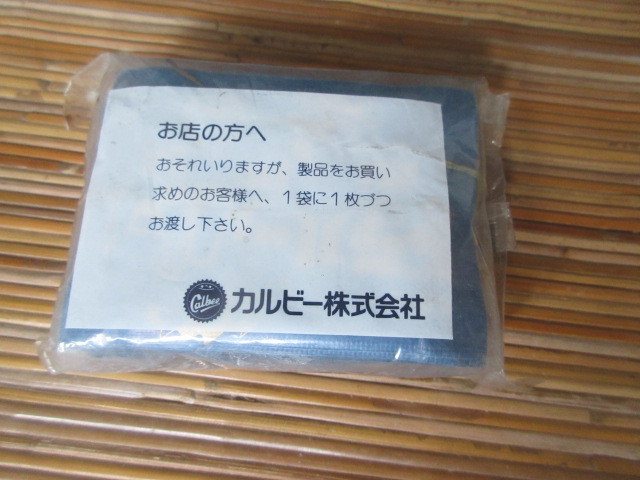 お店の方へ
おそれいりますが、製品をお買い
求めのお客様へ、1袋に1枚づつ
お渡し下さい。
Calbee カルビー株式会社